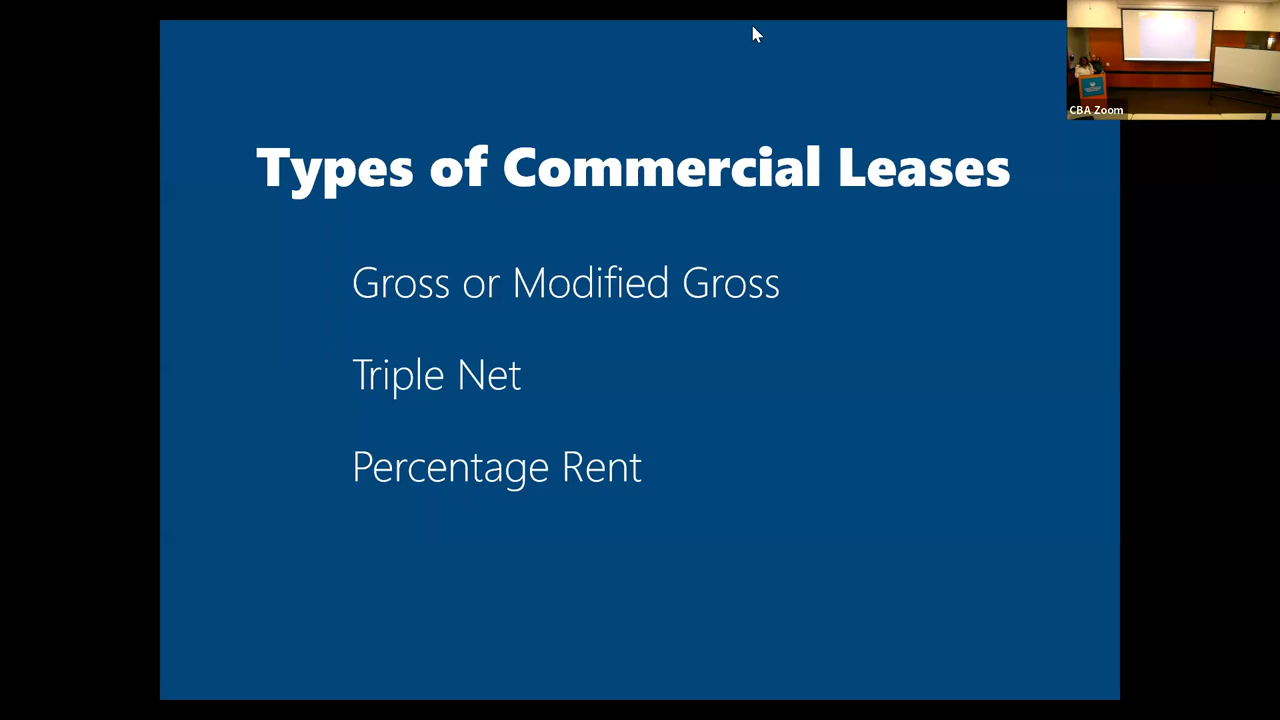 Types of Commercial Leases
Gross or Modified Gross
Triple Net
Percentage Rent
CBA Zoom